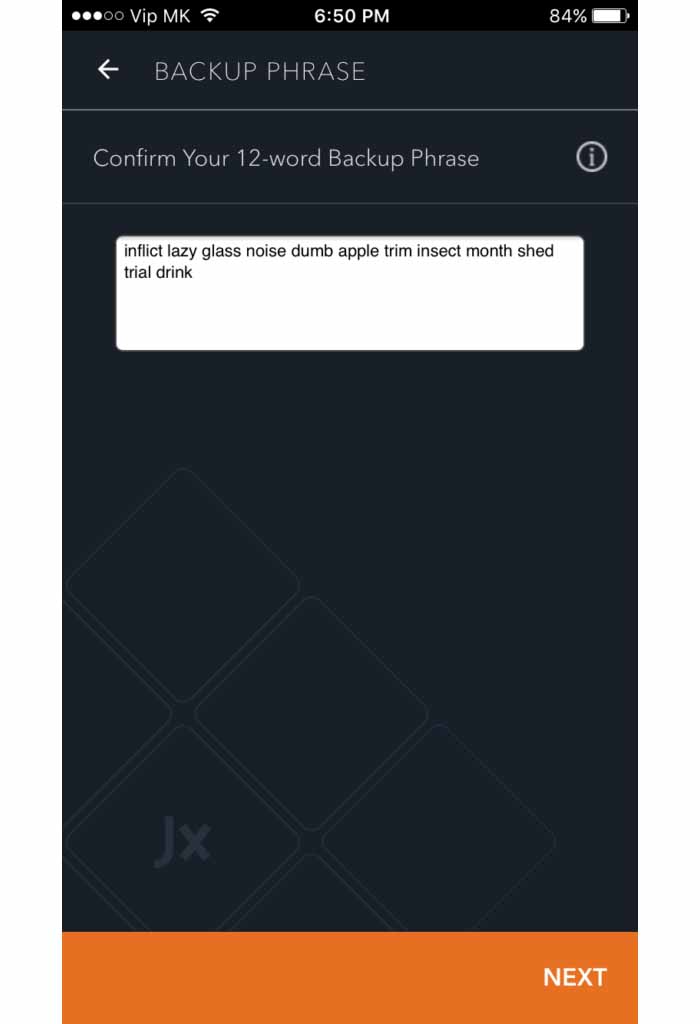 Vip MK 6:50 PM 84%
BACKUP PHRASE
Confirm Your 12-word Backup Phrase
inflict lazy glass noise dumb apple trim insect month shed
trial drink
Jx
NEXT